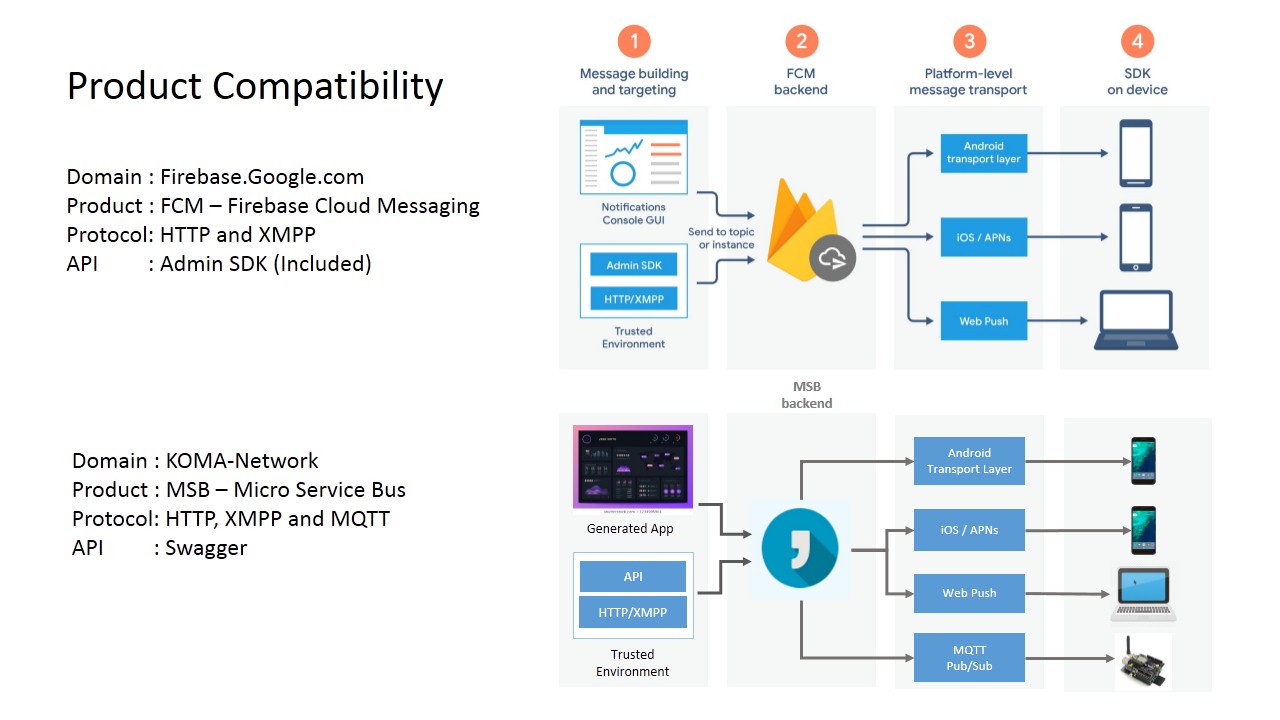 Product Compatibility
Domain : Firebase.Google.com
Product : FCM – Firebase Cloud Messaging
Protocol: HTTP and XMPP
API : Admin SDK (Included)
1
Message building
and targeting
2
FCM
backend
3
Platform-level
message transport
4
SDK
on device
Notifications
Console GUI
Send to topic
or instance
Admin SDK
HTTP/XMPP
Trusted
Environment
Android
transport layer
iOS / APNs
Web Push
Domain : KOMA-Network
Product : MSB – Micro Service Bus
Protocol: HTTP, XMPP and MQTT
API : Swagger
MSB
backend
Generated App
API
HTTP/XMPP
Trusted
Environment
Android
Transport Layer
iOS / APNs
Web Push
MQTT
Pub/Sub